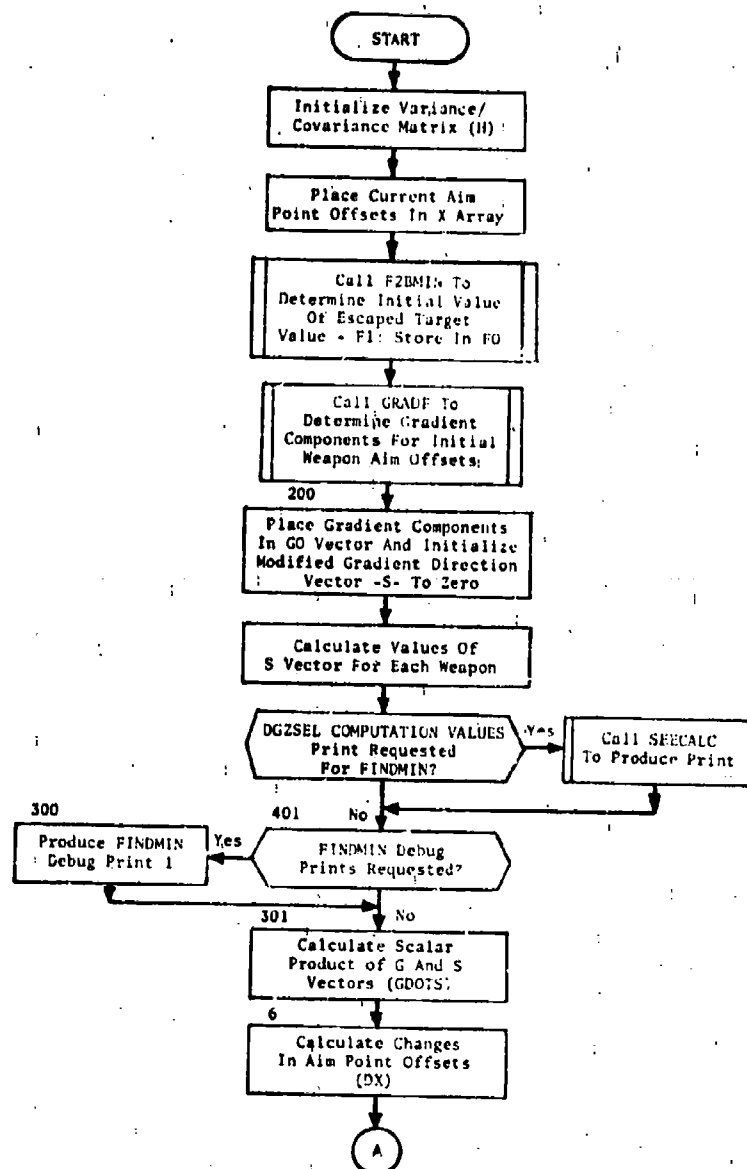 START
Initialize Variance/
Covariance Matrix (H)
Place Current Aim
Point Offsets In X Array
Call F2BMIN To
Determine Initial Value
Of Escaped Target
Value - F1: Store In F0
Call GRADF To
Determine Gradient
Components For Initial
Weapon Aim Offsets
200
Place Gradient Components
In GO Vector And Initialize
Modified Gradient Direction
Vector -S- To Zero
Calculate Values Of
S Vector For Each Weapon
DGZSEL COMPUTATION VALUES
Print Requested
For FINDMIN?
Yes
Call SEECALC
To Produce Print
300
401
No
Produce FINDMIN
Debug Print 1
Yes
FINDMIN Debug
Prints Requested?
301
No
Calculate Scalar
Product of G And S
Vectors (GDOTS)
6
Calculate Changes
In Aim Point Offsets
(DX)
A